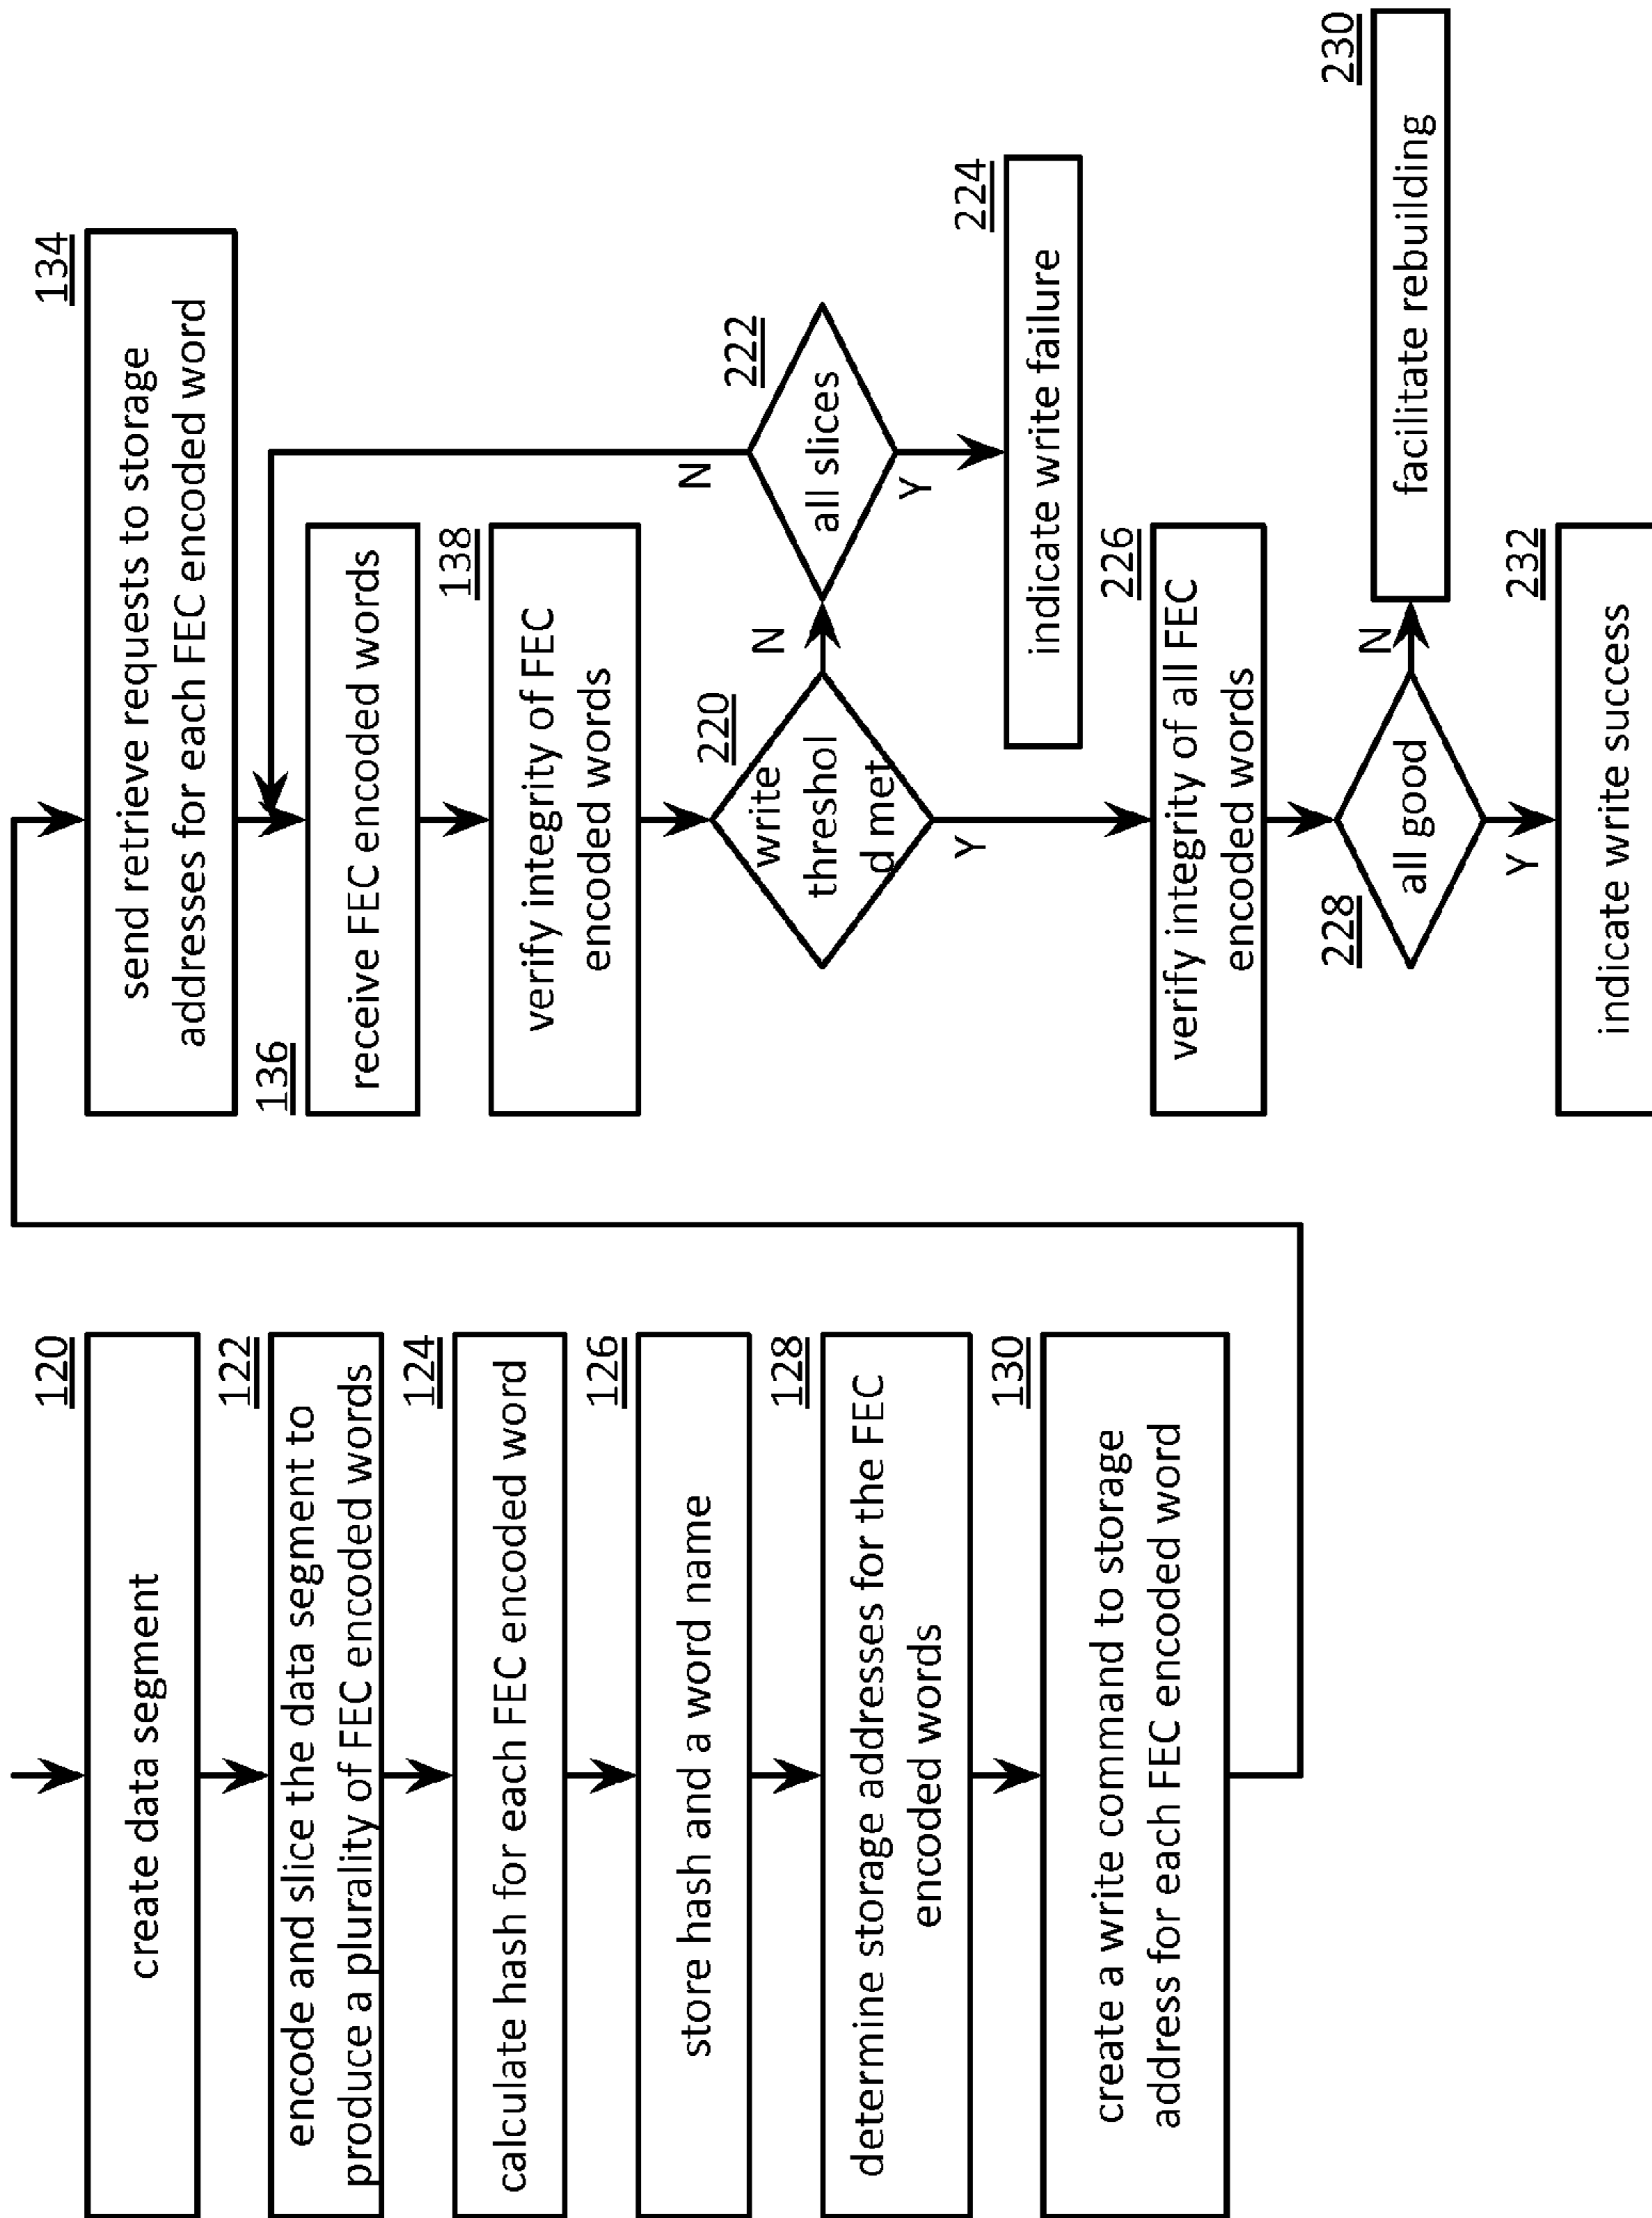 120
create data segment
122
encode and slice the data segment to
produce a plurality of FEC encoded words
124
calculate hash for each FEC encoded word
126
store hash and a word name
128
determine storage addresses for the FEC
encoded words
130
create a write command to storage
address for each FEC encoded word
134
send retrieve requests to storage
addresses for each FEC encoded word
136
receive FEC encoded words
138
verify integrity of FEC
encoded words
220
write
threshol
d met
N
Y
222
all slices
N
Y
224
indicate write failure
226
verify integrity of all FEC
encoded words
228
all good
N
Y
230
facilitate rebuilding
232
indicate write success